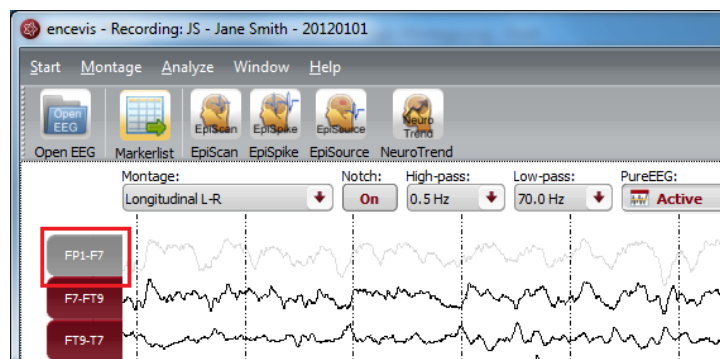 encevis - Recording: JS - Jane Smith - 20120101
Start Montage Analyze Window Help
Open EEG EpiScan EpiSpike EpiSource Neuro Trend
Open EEG Markerlist EpiScan EpiSpike EpiSource NeuroTrend
Montage: Notch: High-pass: Low-pass: PureEEG:
Longitudinal L-R On 0.5 Hz 70.0 Hz Active
FP1-F7
F7-FT9
FT9-T7